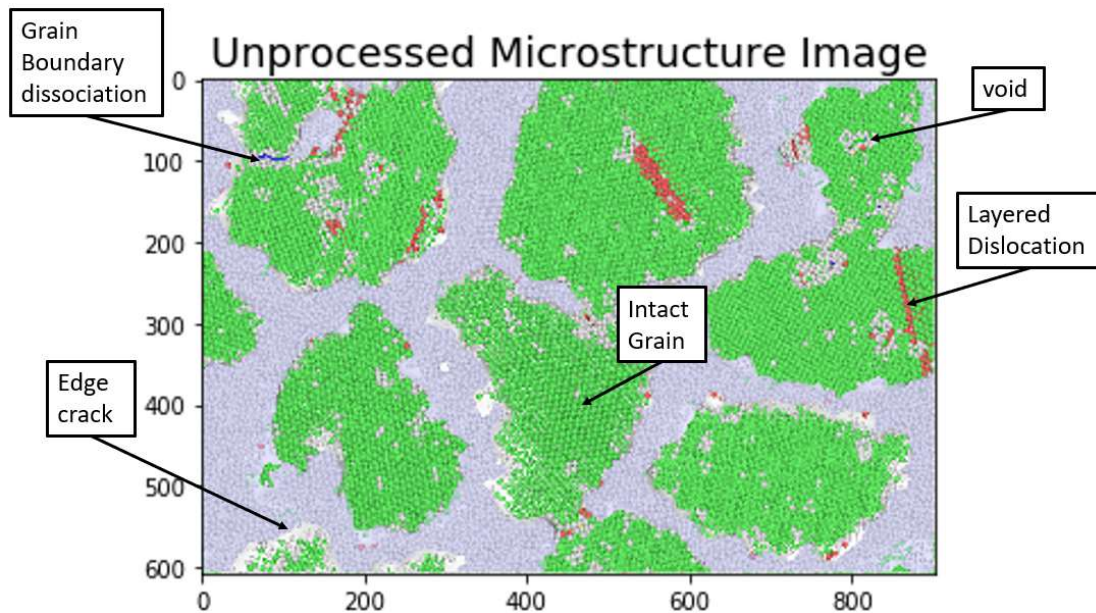 Grain
Boundary
dissociation
Unprocessed Microstructure Image
void
Layered
Dislocation
Intact
Grain
Edge
crack
0
100
200
300
400
500
600
0 200 400 600 800